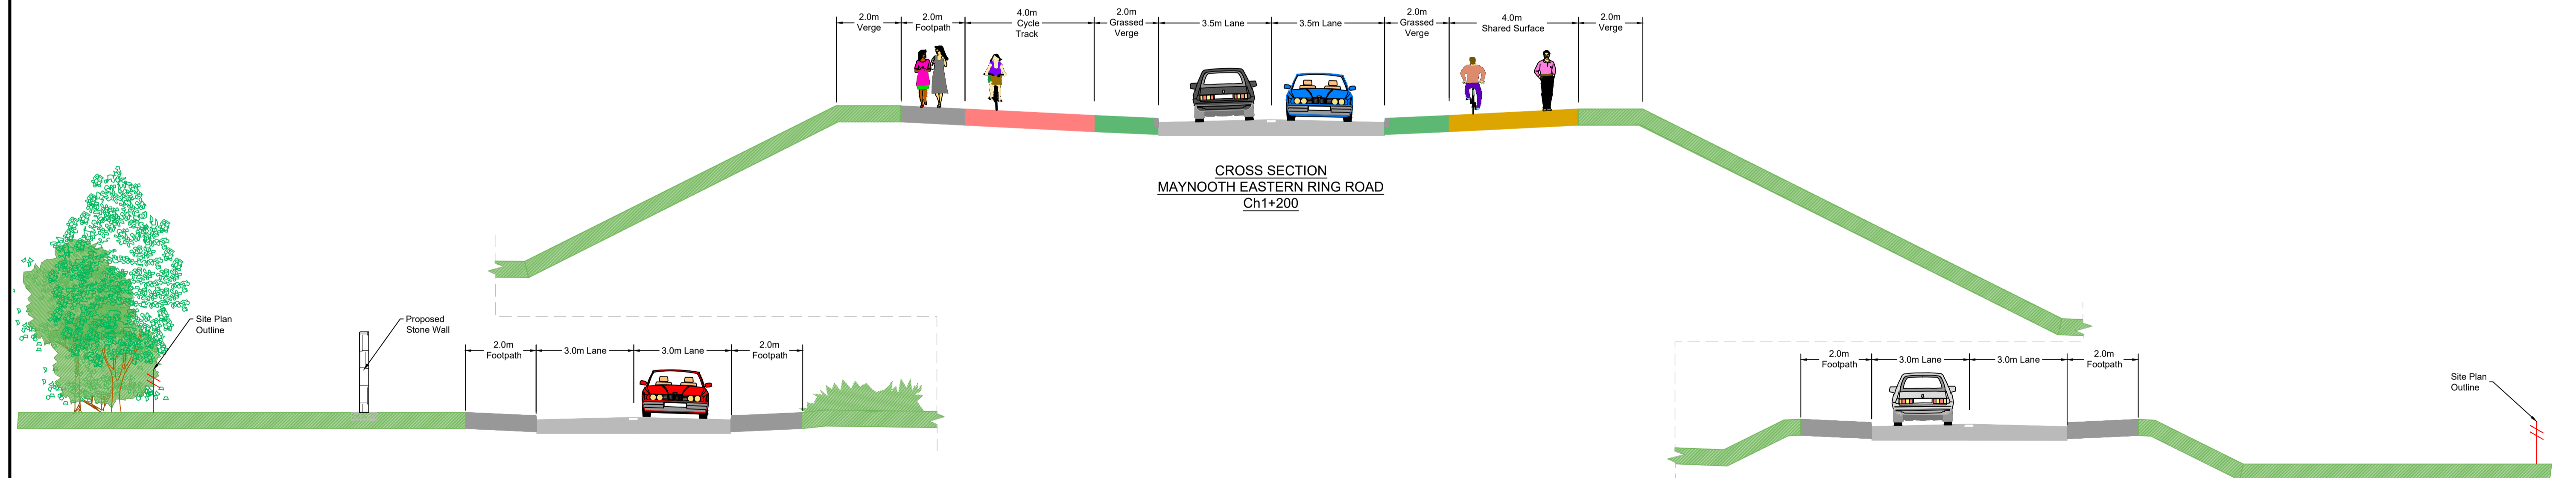 2.0m
Verge
2.0m
Footpath
4.0m
Cycle
Track
2.0m
Grassed
Verge
3.5m Lane
3.5m Lane
2.0m
Grassed
Verge
4.0m
Shared Surface
2.0m
Verge
CROSS SECTION
MAYNOOTH EASTERN RING ROAD
Ch1+200
Site Plan
Outline
Proposed
Stone Wall
2.0m
Footpath
3.0m Lane
3.0m Lane
2.0m
Footpath
2.0m
Footpath
3.0m Lane
3.0m Lane
2.0m
Footpath
Site Plan
Outline